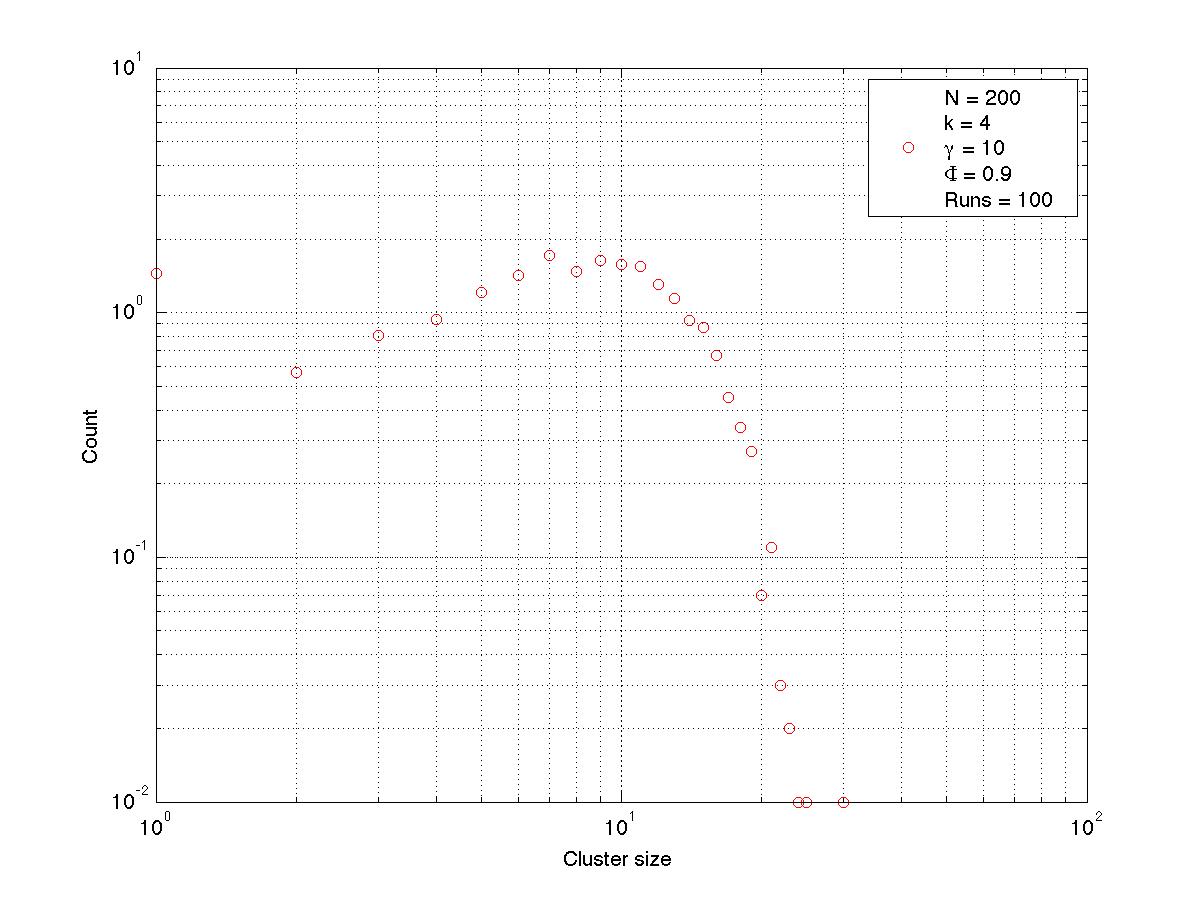 10^1
10^0
10^-1
10^-2
Count
10^0
10^1
10^2
Cluster size
N = 200
k = 4
γ = 10
Φ = 0.9
Runs = 100